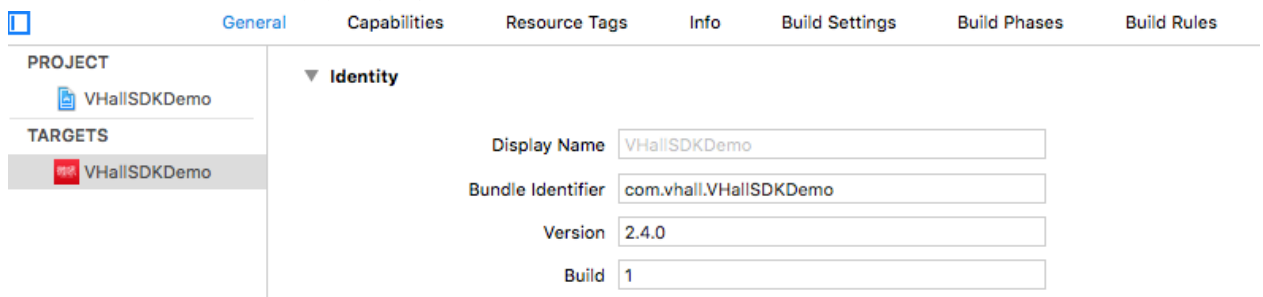 General Capabilities Resource Tags Info Build Settings Build Phases Build Rules
PROJECT
VHallSDKDemo
TARGETS
VHallSDKDemo
Identity
Display Name VHallSDKDemo
Bundle Identifier com.vhall.VHallSDKDemo
Version 2.4.0
Build 1